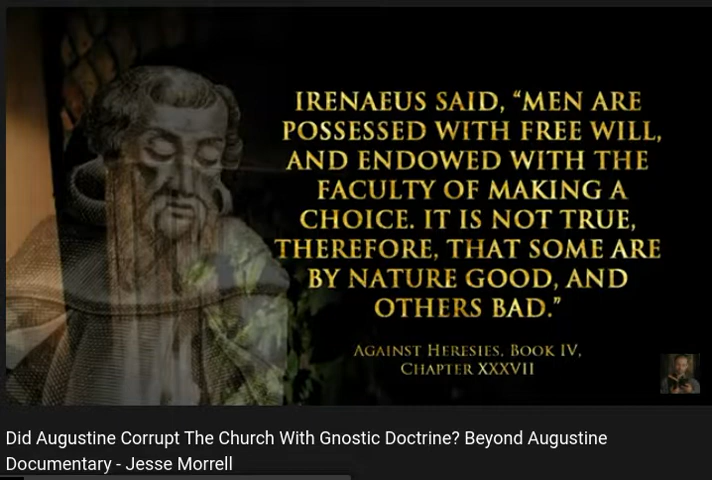 IRENAEUS SAID, “MEN ARE
POSSESSED WITH FREE WILL,
AND ENDOWED WITH THE
FACULTY OF MAKING A
CHOICE. IT IS NOT TRUE,
THEREFORE, THAT SOME ARE
BY NATURE GOOD, AND
OTHERS BAD.”
AGAINST HERESIES, BOOK IV,
CHAPTER XXXVII
Did Augustine Corrupt The Church With Gnostic Doctrine? Beyond Augustine
Documentary - Jesse Morrell